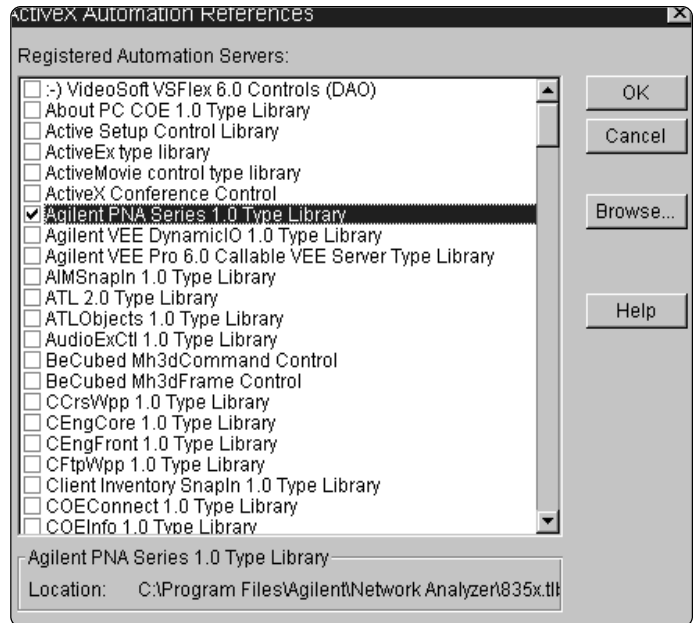 ActiveX Automation References
Registered Automation Servers:
:-) VideoSoft VSFlex 6.0 Controls (DAO)
About PC COE 1.0 Type Library
Active Setup Control Library
ActiveEx type library
ActiveMovie control type library
ActiveX Conference Control
Agilent PNA Series 1.0 Type Library
Agilent VEE DynamicIO 1.0 Type Library
Agilent VEE Pro 6.0 Callable VEE Server Type Library
AIMSnapIn 1.0 Type Library
ATL 2.0 Type Library
ATLObjects 1.0 Type Library
AudioExCtl 1.0 Type Library
BeCubed Mh3dCommand Control
BeCubed Mh3dFrame Control
CCrsWpp 1.0 Type Library
CEngCore 1.0 Type Library
CEngFront 1.0 Type Library
CFtpWpp 1.0 Type Library
Client Inventory SnapIn 1.0 Type Library
COEConnect 1.0 Type Library
COEInfo 1.0 Type Library
OK
Cancel
Browse...
Help
Agilent PNA Series 1.0 Type Library
Location: C:\Program Files\Agilent\Network Analyzer\835x.tlb